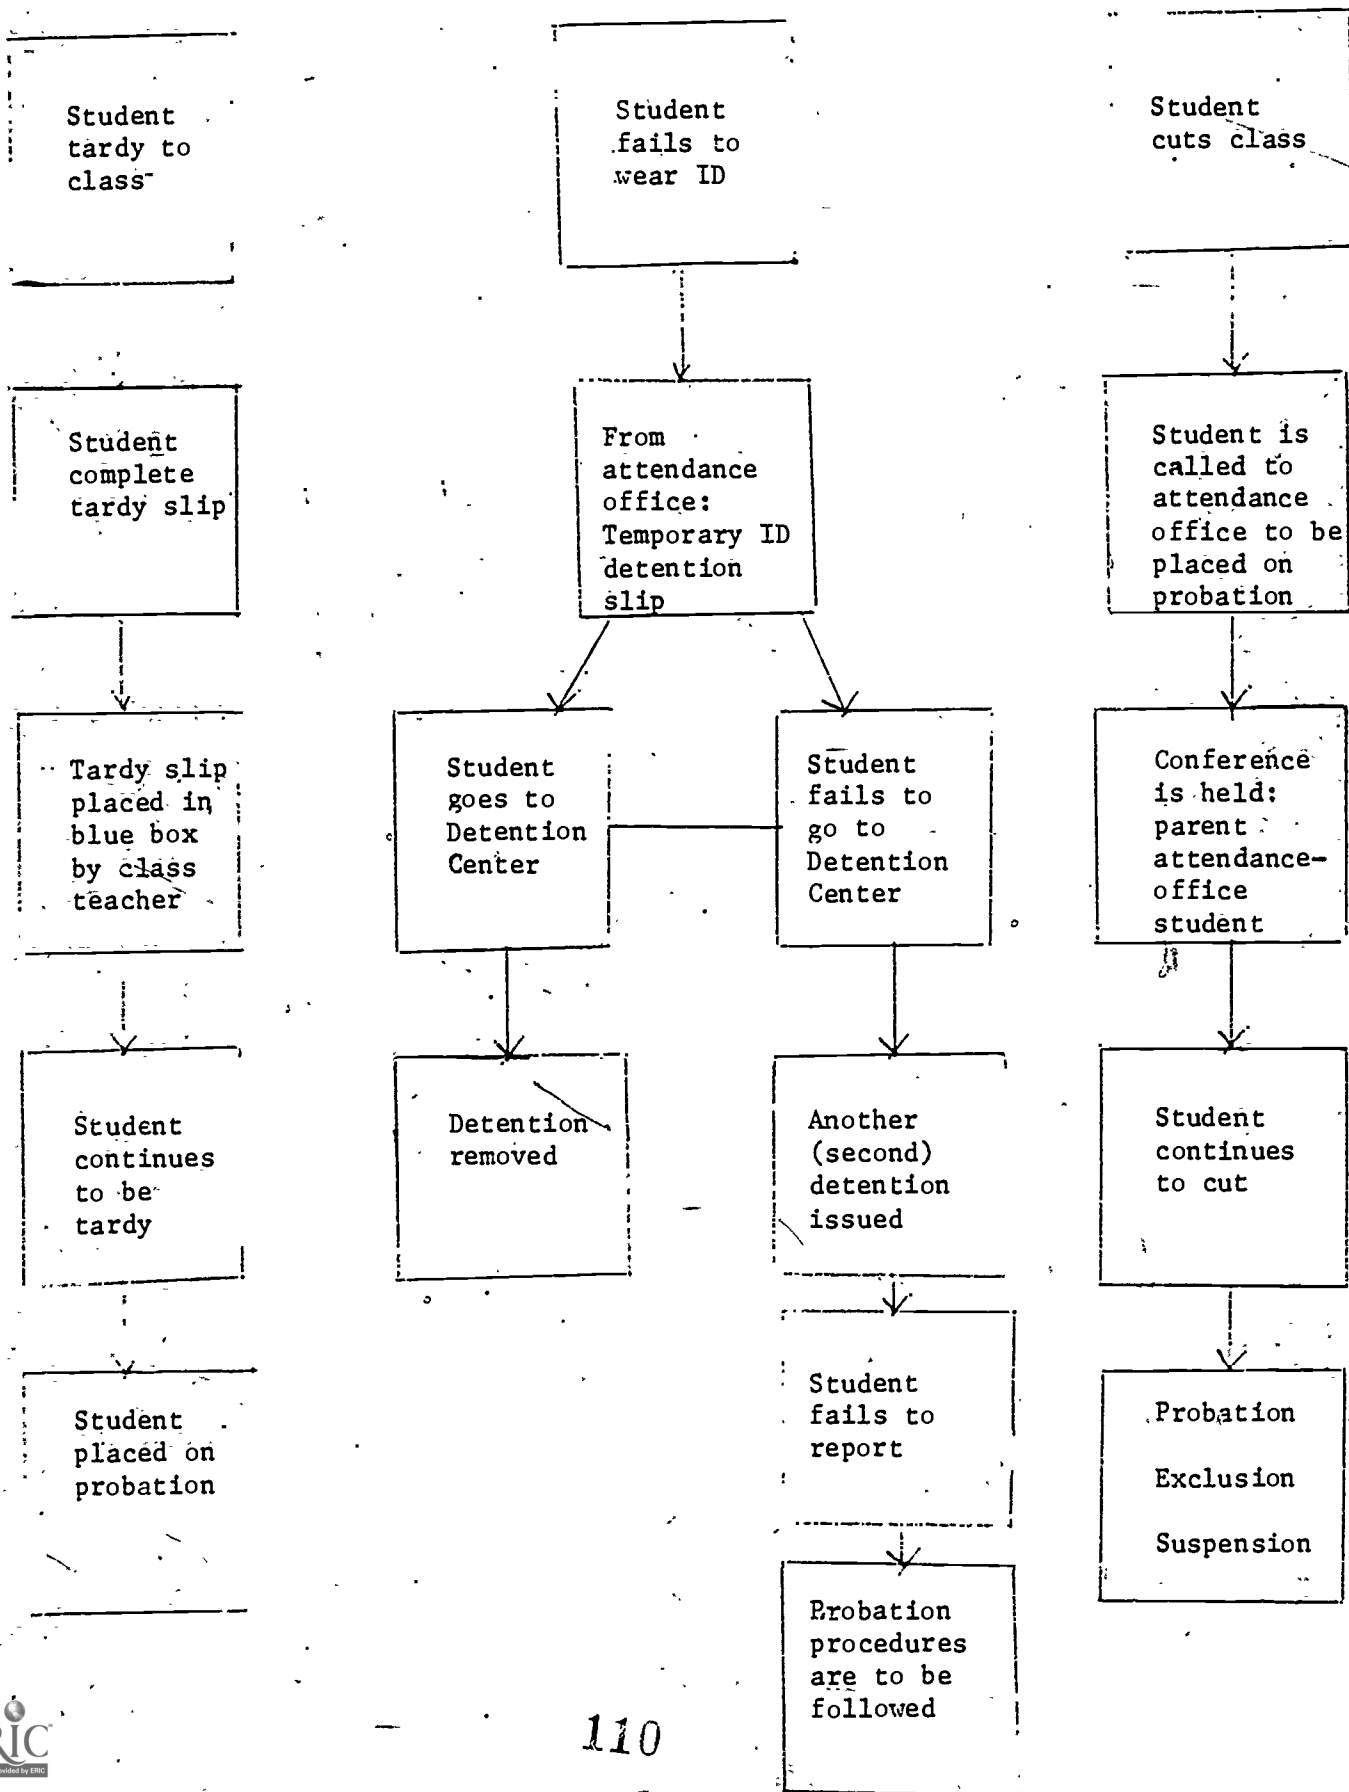 Student
tardy to
class
Student
fails to
wear ID
Student
cuts class
Student
complete
tardy slip
From
attendance
office:
Temporary ID
detention
slip
Student is
called to
attendance
office to be
placed on
probation
Tardy slip
placed in
blue box
by class
teacher
Student
goes to
Detention
Center
Student
fails to
go to
Detention
Center
Conference
is held:
parent
attendance-
office
student
Student
continues
to be
tardy
Detention
removed
Another
(second)
detention
issued
Student
continues
to cut
Student
placed on
probation
Student
fails to
report
Probation
Exclusion
Suspension
Probation
procedures
are to be
followed
110